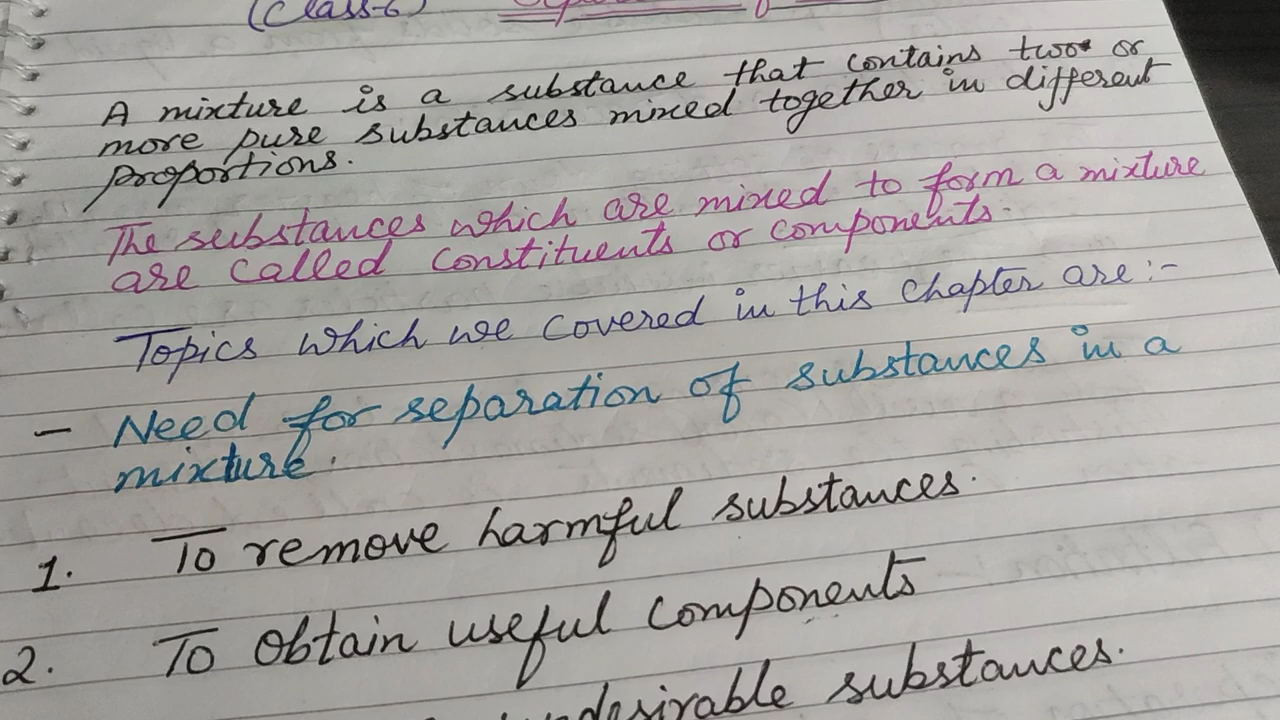 (Class-6)
A mixture is a substance that contains two or
more pure substances mixed together in different
proportions.
The substances which are mixed to form a mixture
are called constituents or components.
Topics which we covered in this chapter are:-
- Need for separation of substances in a
mixture.
1. To remove harmful substances.
2. To obtain useful components
substances.